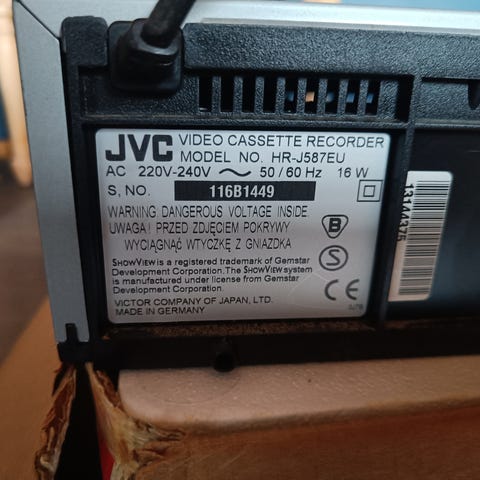 JVC VIDEO CASSETTE RECORDER
MODEL NO. HR-J587EU
AC 220V-240V ~ 50/60 Hz 16 W
S, NO. 116B1449
WARNING DANGEROUS VOLTAGE INSIDE.
UWAGA! PRZED ZDJĘCIEM POKRYWY
WYCIĄGNĄĆ WTYCZKĘ Z GNIAZDKA
B
SHOWVIEW is a registered trademark of Gemstar
Development Corporation. The SHOWVIEW system
is manufactured under license from Gemstar
Development Corporation.
S
CE
VICTOR COMPANY OF JAPAN, LTD.
MADE IN GERMANY
13144375